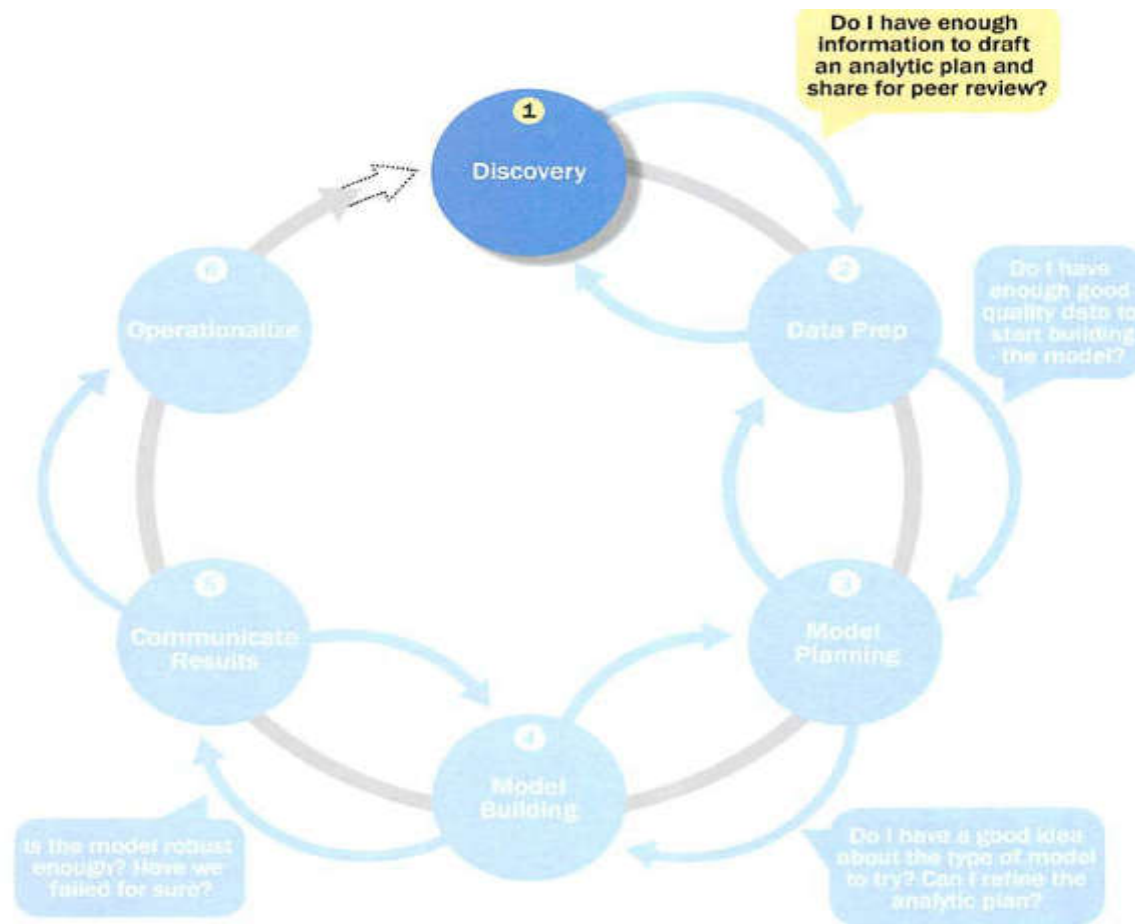 Do I have enough
information to draft
an analytic plan and
share for peer review?
1
Discovery
2
Data Prep
Do I have
enough good
quality data to
start building
the model?
6
Operationalize
3
Model
Planning
5
Communicate
Results
4
Model
Building
Is the model robust
enough? Have we
failed for sure?
Do I have a good idea
about the type of model
to try? Can I refine the
analytic plan?